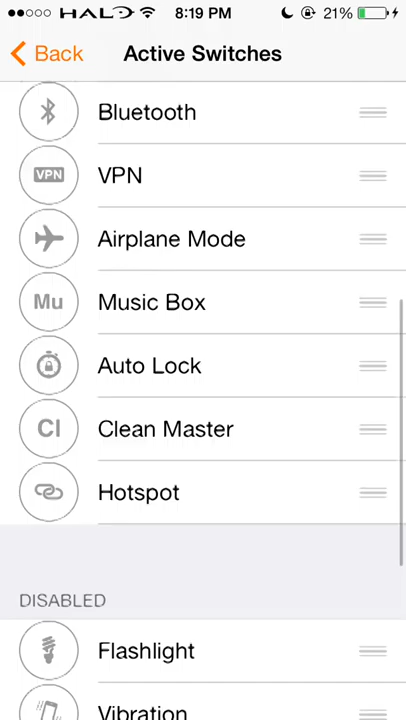 HALO 8:19 PM 21%
Back Active Switches
Bluetooth
VPN VPN
Airplane Mode
Mu Music Box
Auto Lock
Cl Clean Master
Hotspot
DISABLED
Flashlight
Vibration